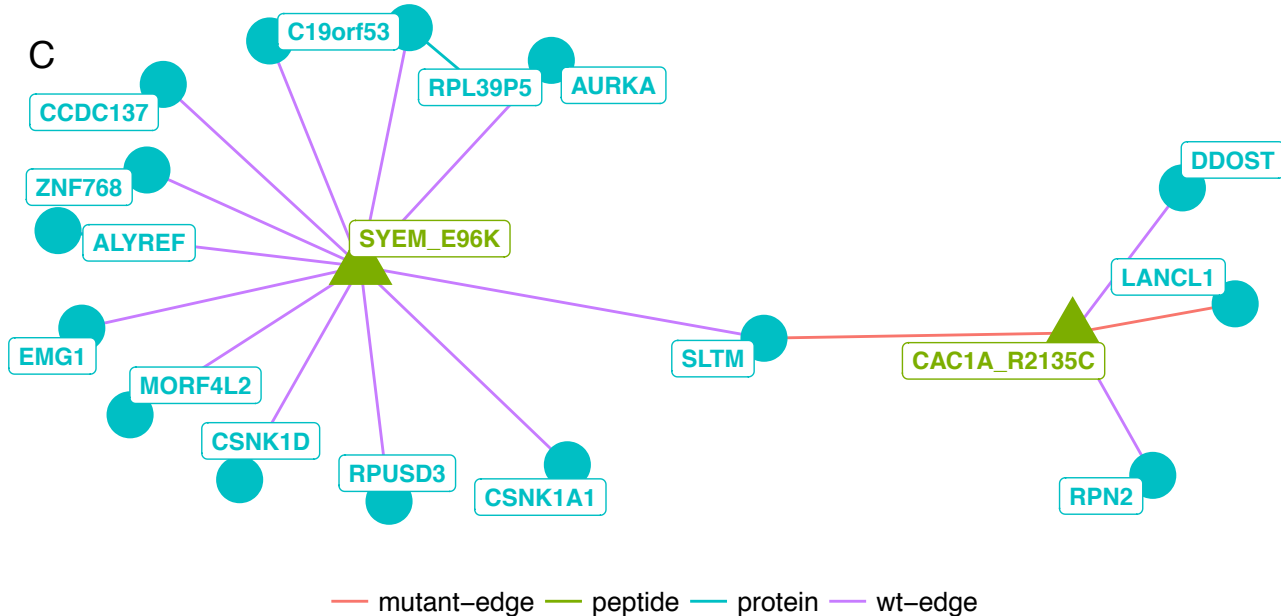 C
C19orf53
RPL39P5
AURKA
CCDC137
ZNF768
ALYREF
SYEM_E96K
DDOST
LANCL1
EMG1
SLTM
CAC1A_R2135C
MORF4L2
CSNK1D
RPUSD3
CSNK1A1
RPN2
mutant−edge peptide protein wt−edge